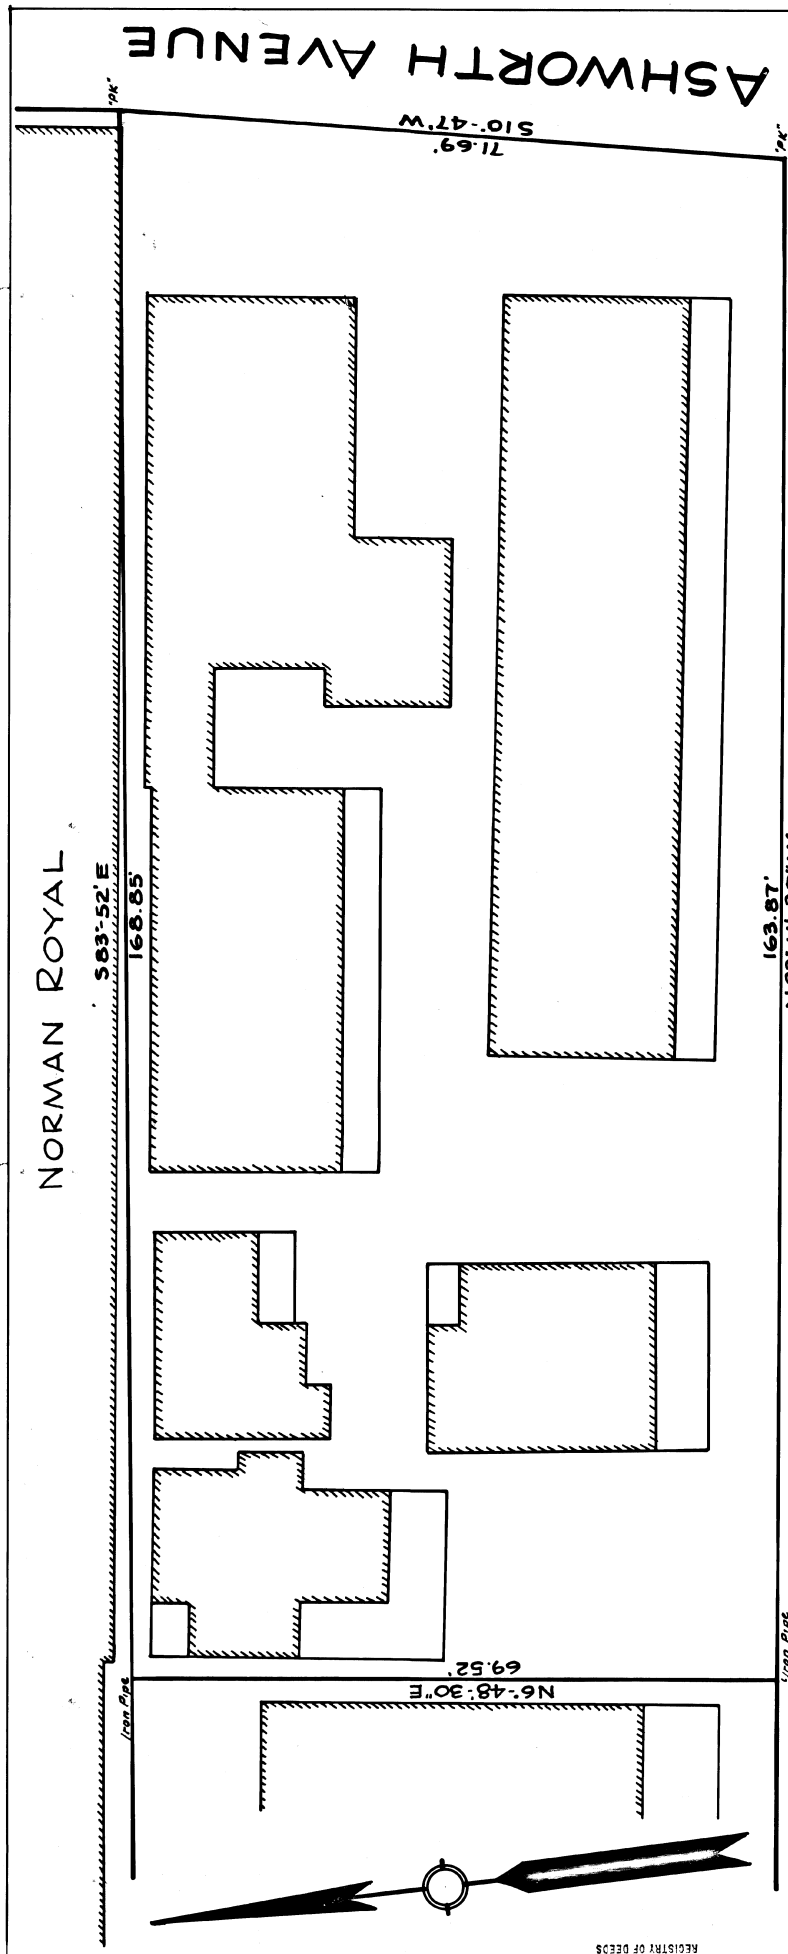 ASHWORTH AVENUE
"PK"
"PK"
S10°-47'W
71.69'
NORMAN ROYAL
S83°-52'E
168.85'
163.87'
69.52'
N6°-48'-30"E
Iron Pipe
Iron Pipe
REGISTRY OF DEEDS